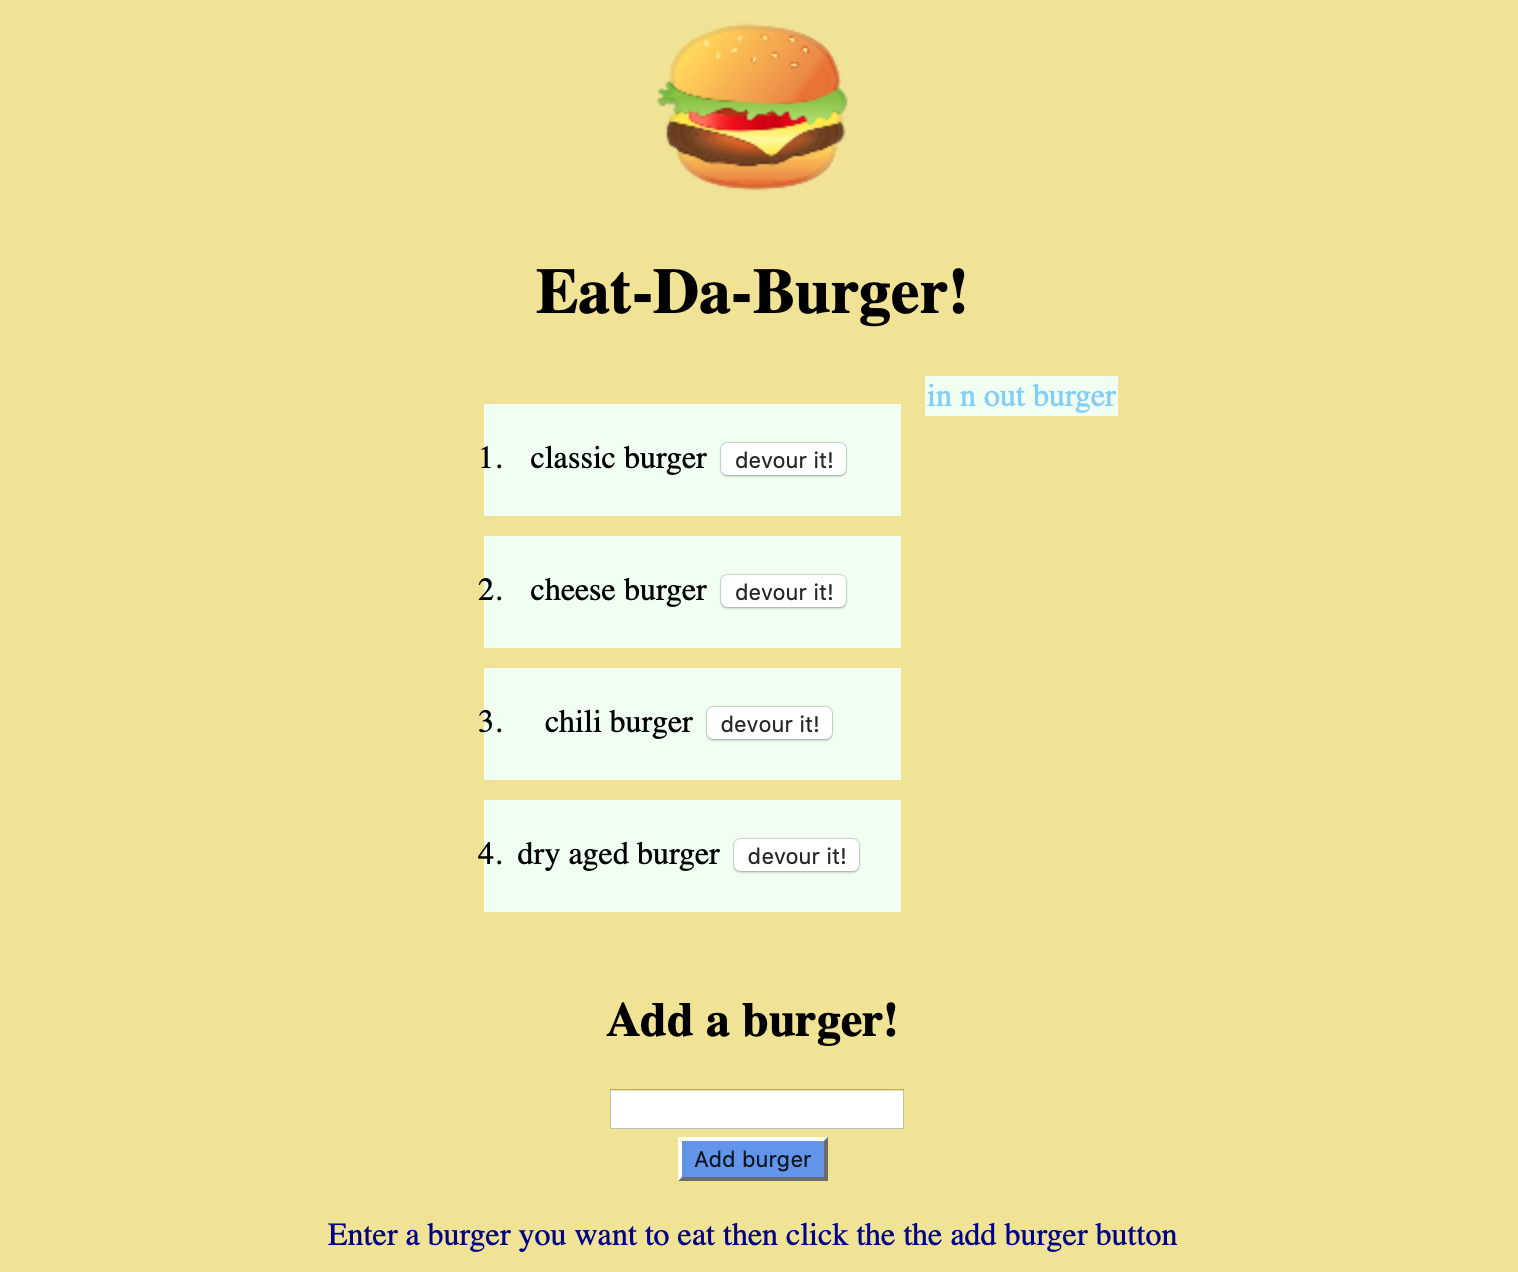 Eat-Da-Burger!
in n out burger
1. classic burger devour it!
2. cheese burger devour it!
3. chili burger devour it!
4. dry aged burger devour it!
Add a burger!
Add burger
Enter a burger you want to eat then click the the add burger button